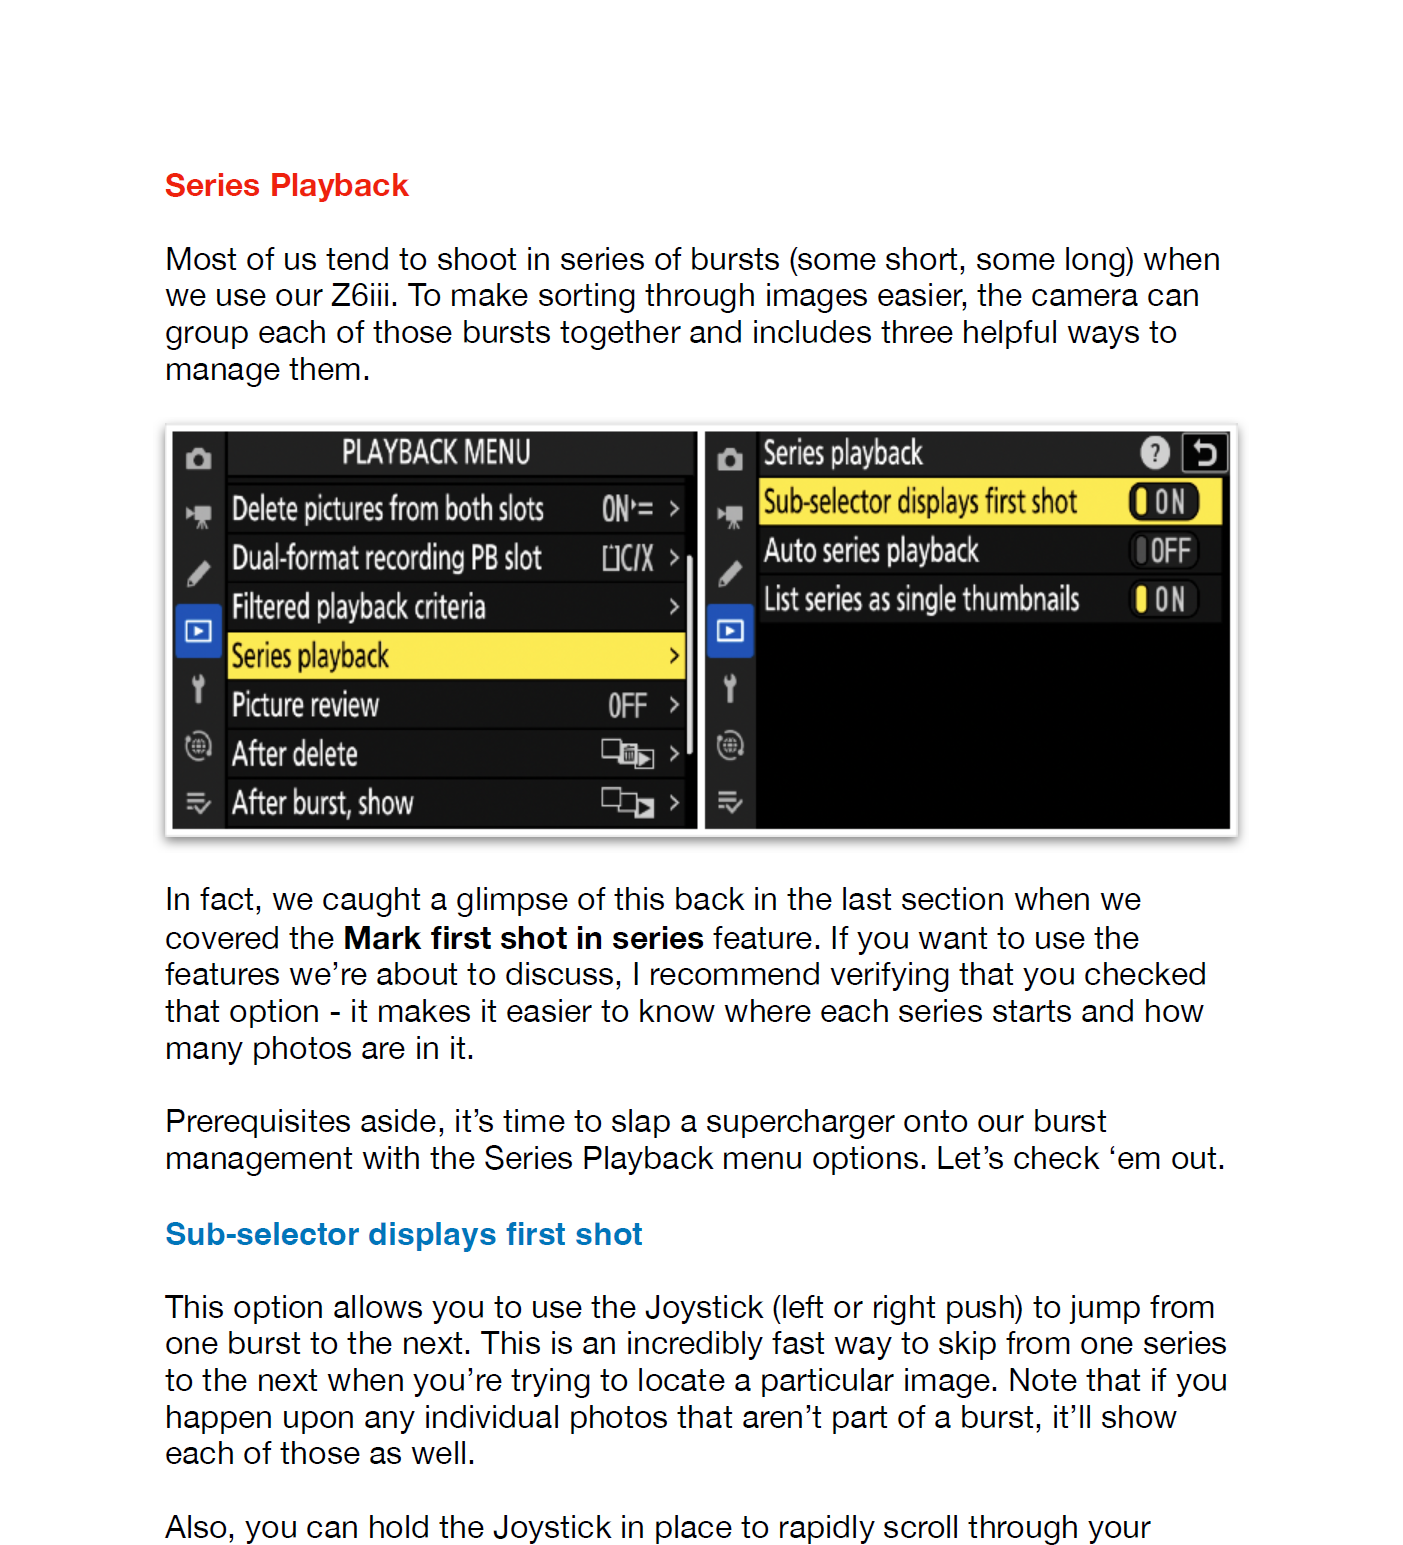 Series Playback
Most of us tend to shoot in series of bursts (some short, some long) when
we use our Z6iii. To make sorting through images easier, the camera can
group each of those bursts together and includes three helpful ways to
manage them.
PLAYBACK MENU
Delete pictures from both slots ON
Dual-format recording PB slot C/X
Filtered playback criteria
Series playback
Picture review OFF
After delete
After burst, show
Series playback ?
Sub-selector displays first shot ON
Auto series playback OFF
List series as single thumbnails ON
In fact, we caught a glimpse of this back in the last section when we
covered the Mark first shot in series feature. If you want to use the
features we’re about to discuss, I recommend verifying that you checked
that option - it makes it easier to know where each series starts and how
many photos are in it.
Prerequisites aside, it’s time to slap a supercharger onto our burst
management with the Series Playback menu options. Let’s check ‘em out.
Sub-selector displays first shot
This option allows you to use the Joystick (left or right push) to jump from
one burst to the next. This is an incredibly fast way to skip from one series
to the next when you’re trying to locate a particular image. Note that if you
happen upon any individual photos that aren’t part of a burst, it’ll show
each of those as well.
Also, you can hold the Joystick in place to rapidly scroll through your